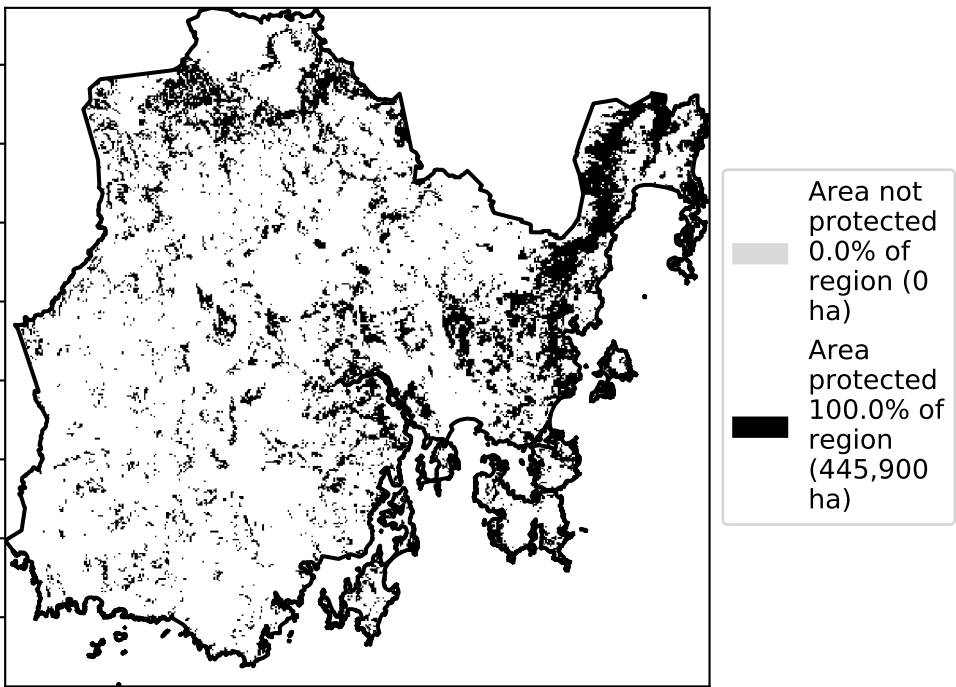 Area not
protected
0.0% of
region (0
ha)
Area
protected
100.0% of
region
(445,900
ha)